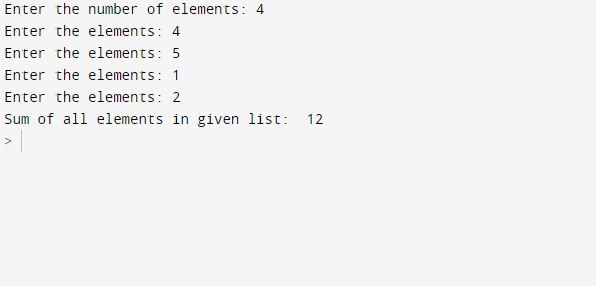 Enter the number of elements: 4
Enter the elements: 4
Enter the elements: 5
Enter the elements: 1
Enter the elements: 2
Sum of all elements in given list:  12
>